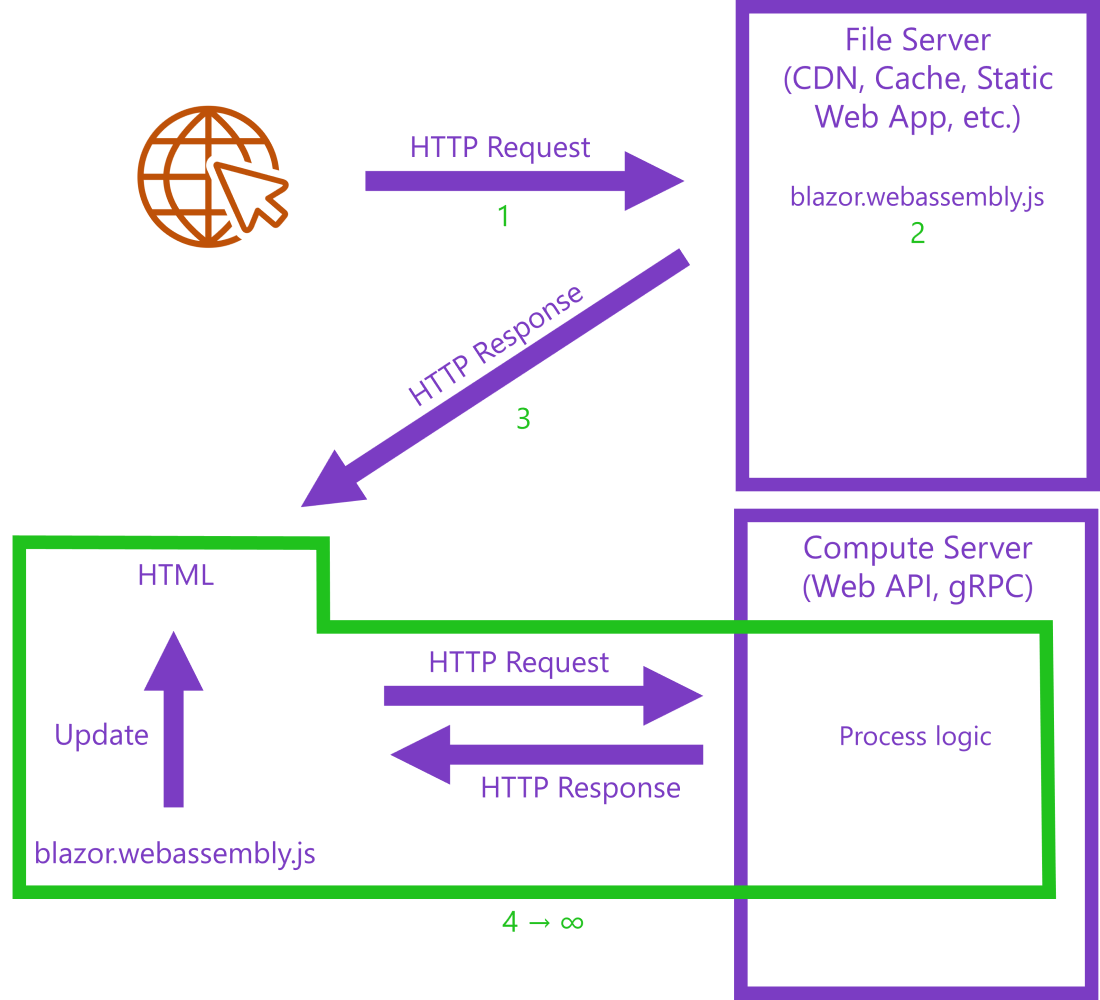 File Server
(CDN, Cache, Static
Web App, etc.)
HTTP Request
1
blazor.webassembly.js
2
HTTP Response
3
HTML
Compute Server
(Web API, gRPC)
HTTP Request
Update
Process logic
HTTP Response
blazor.webassembly.js
4 → ∞